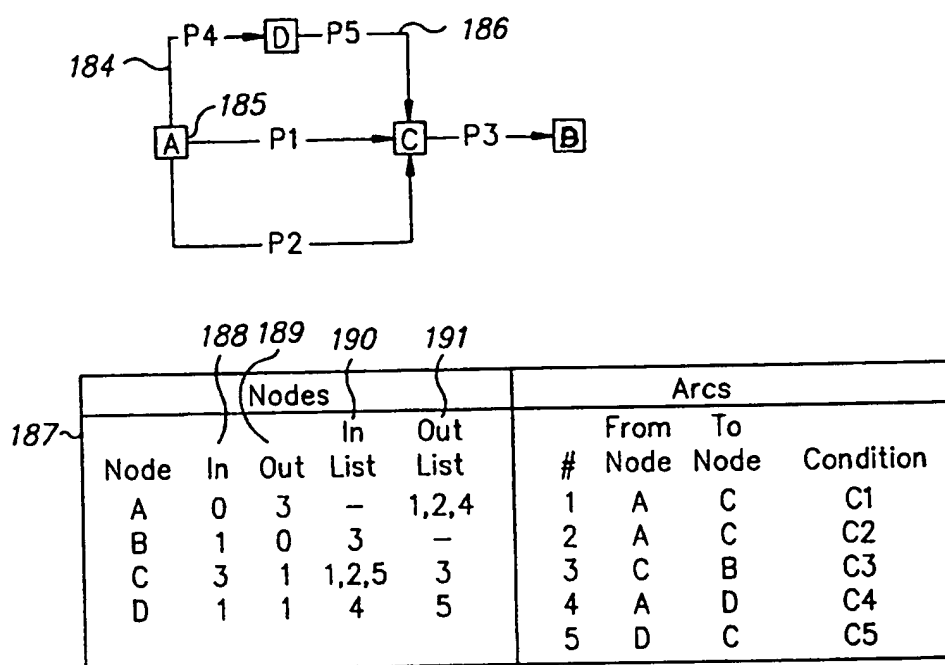 P4 D P5 186
184
185
A P1 C P3 B
P2
188 189 190 191
Nodes Arcs
187 In Out From To
Node In Out List List # Node Node Condition
A 0 3 – 1,2,4 1 A C C1
B 1 0 3 – 2 A C C2
C 3 1 1,2,5 3 3 C B C3
D 1 1 4 5 4 A D C4
5 D C C5